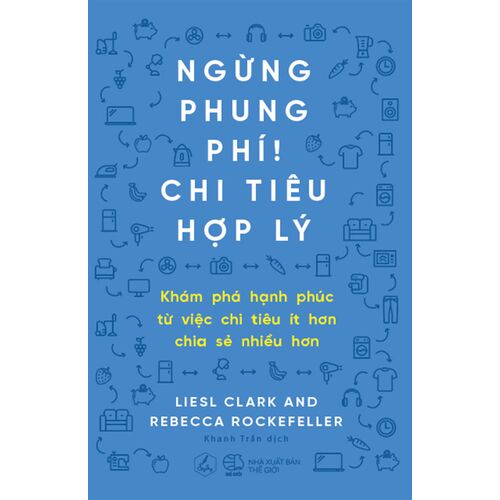 NGỪNG
PHUNG
PHÍ!
CHI TIÊU
HỢP LÝ
Khám phá hạnh phúc
từ việc chi tiêu ít hơn
chia sẻ nhiều hơn
LIESL CLARK AND
REBECCA ROCKEFELLER
Khanh Trần dịch
NHÀ XUẤT BẢN
THẾ GIỚI